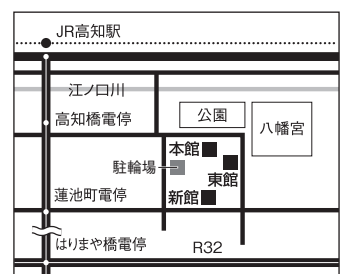 JR高知駅
江ノ口川
公園
高知橋電停
八幡宮
本館
駐輪場
東館
蓮池町電停
新館
はりまや橋電停
R32